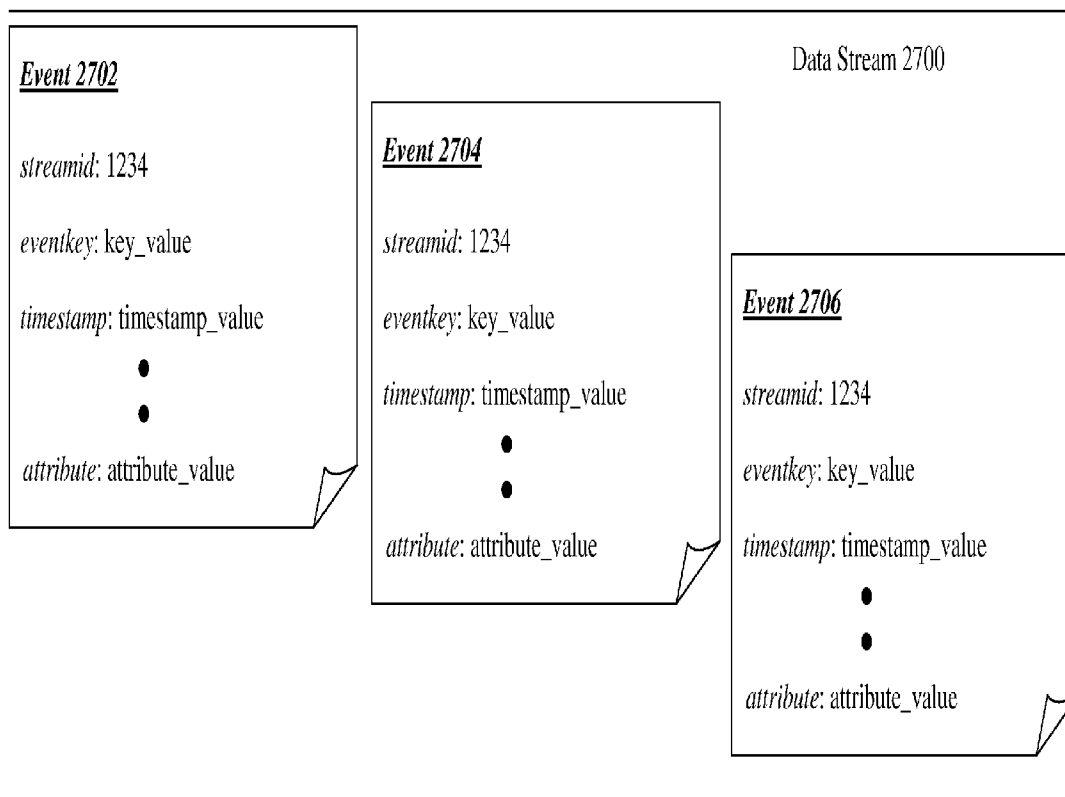 Data Stream 2700
Event 2702
streamid: 1234
eventkey: key_value
timestamp: timestamp_value
attribute: attribute_value
Event 2704
streamid: 1234
eventkey: key_value
timestamp: timestamp_value
attribute: attribute_value
Event 2706
streamid: 1234
eventkey: key_value
timestamp: timestamp_value
attribute: attribute_value